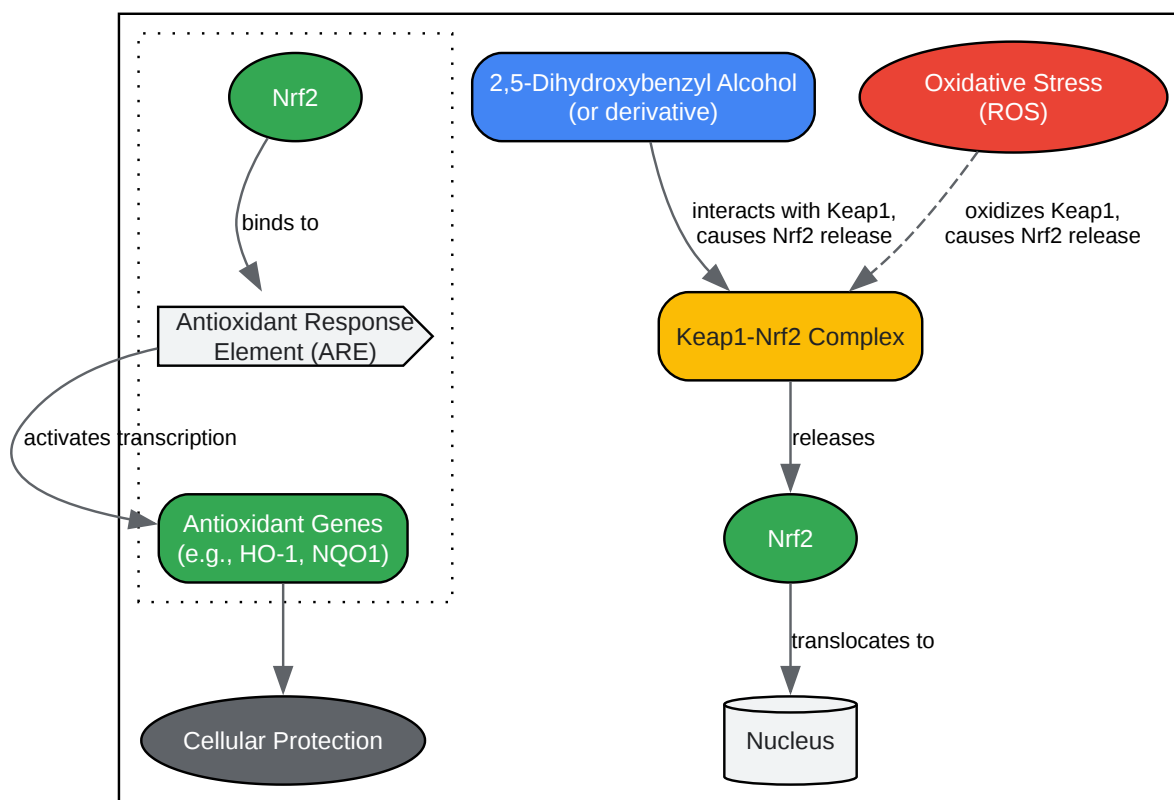 Nrf2
2,5-Dihydroxybenzyl Alcohol
(or derivative)
Oxidative Stress
(ROS)
binds to
interacts with Keap1,
causes Nrf2 release
oxidizes Keap1,
causes Nrf2 release
Antioxidant Response
Element (ARE)
Keap1-Nrf2 Complex
activates transcription
releases
Antioxidant Genes
(e.g., HO-1, NQO1)
Nrf2
translocates to
Cellular Protection
Nucleus